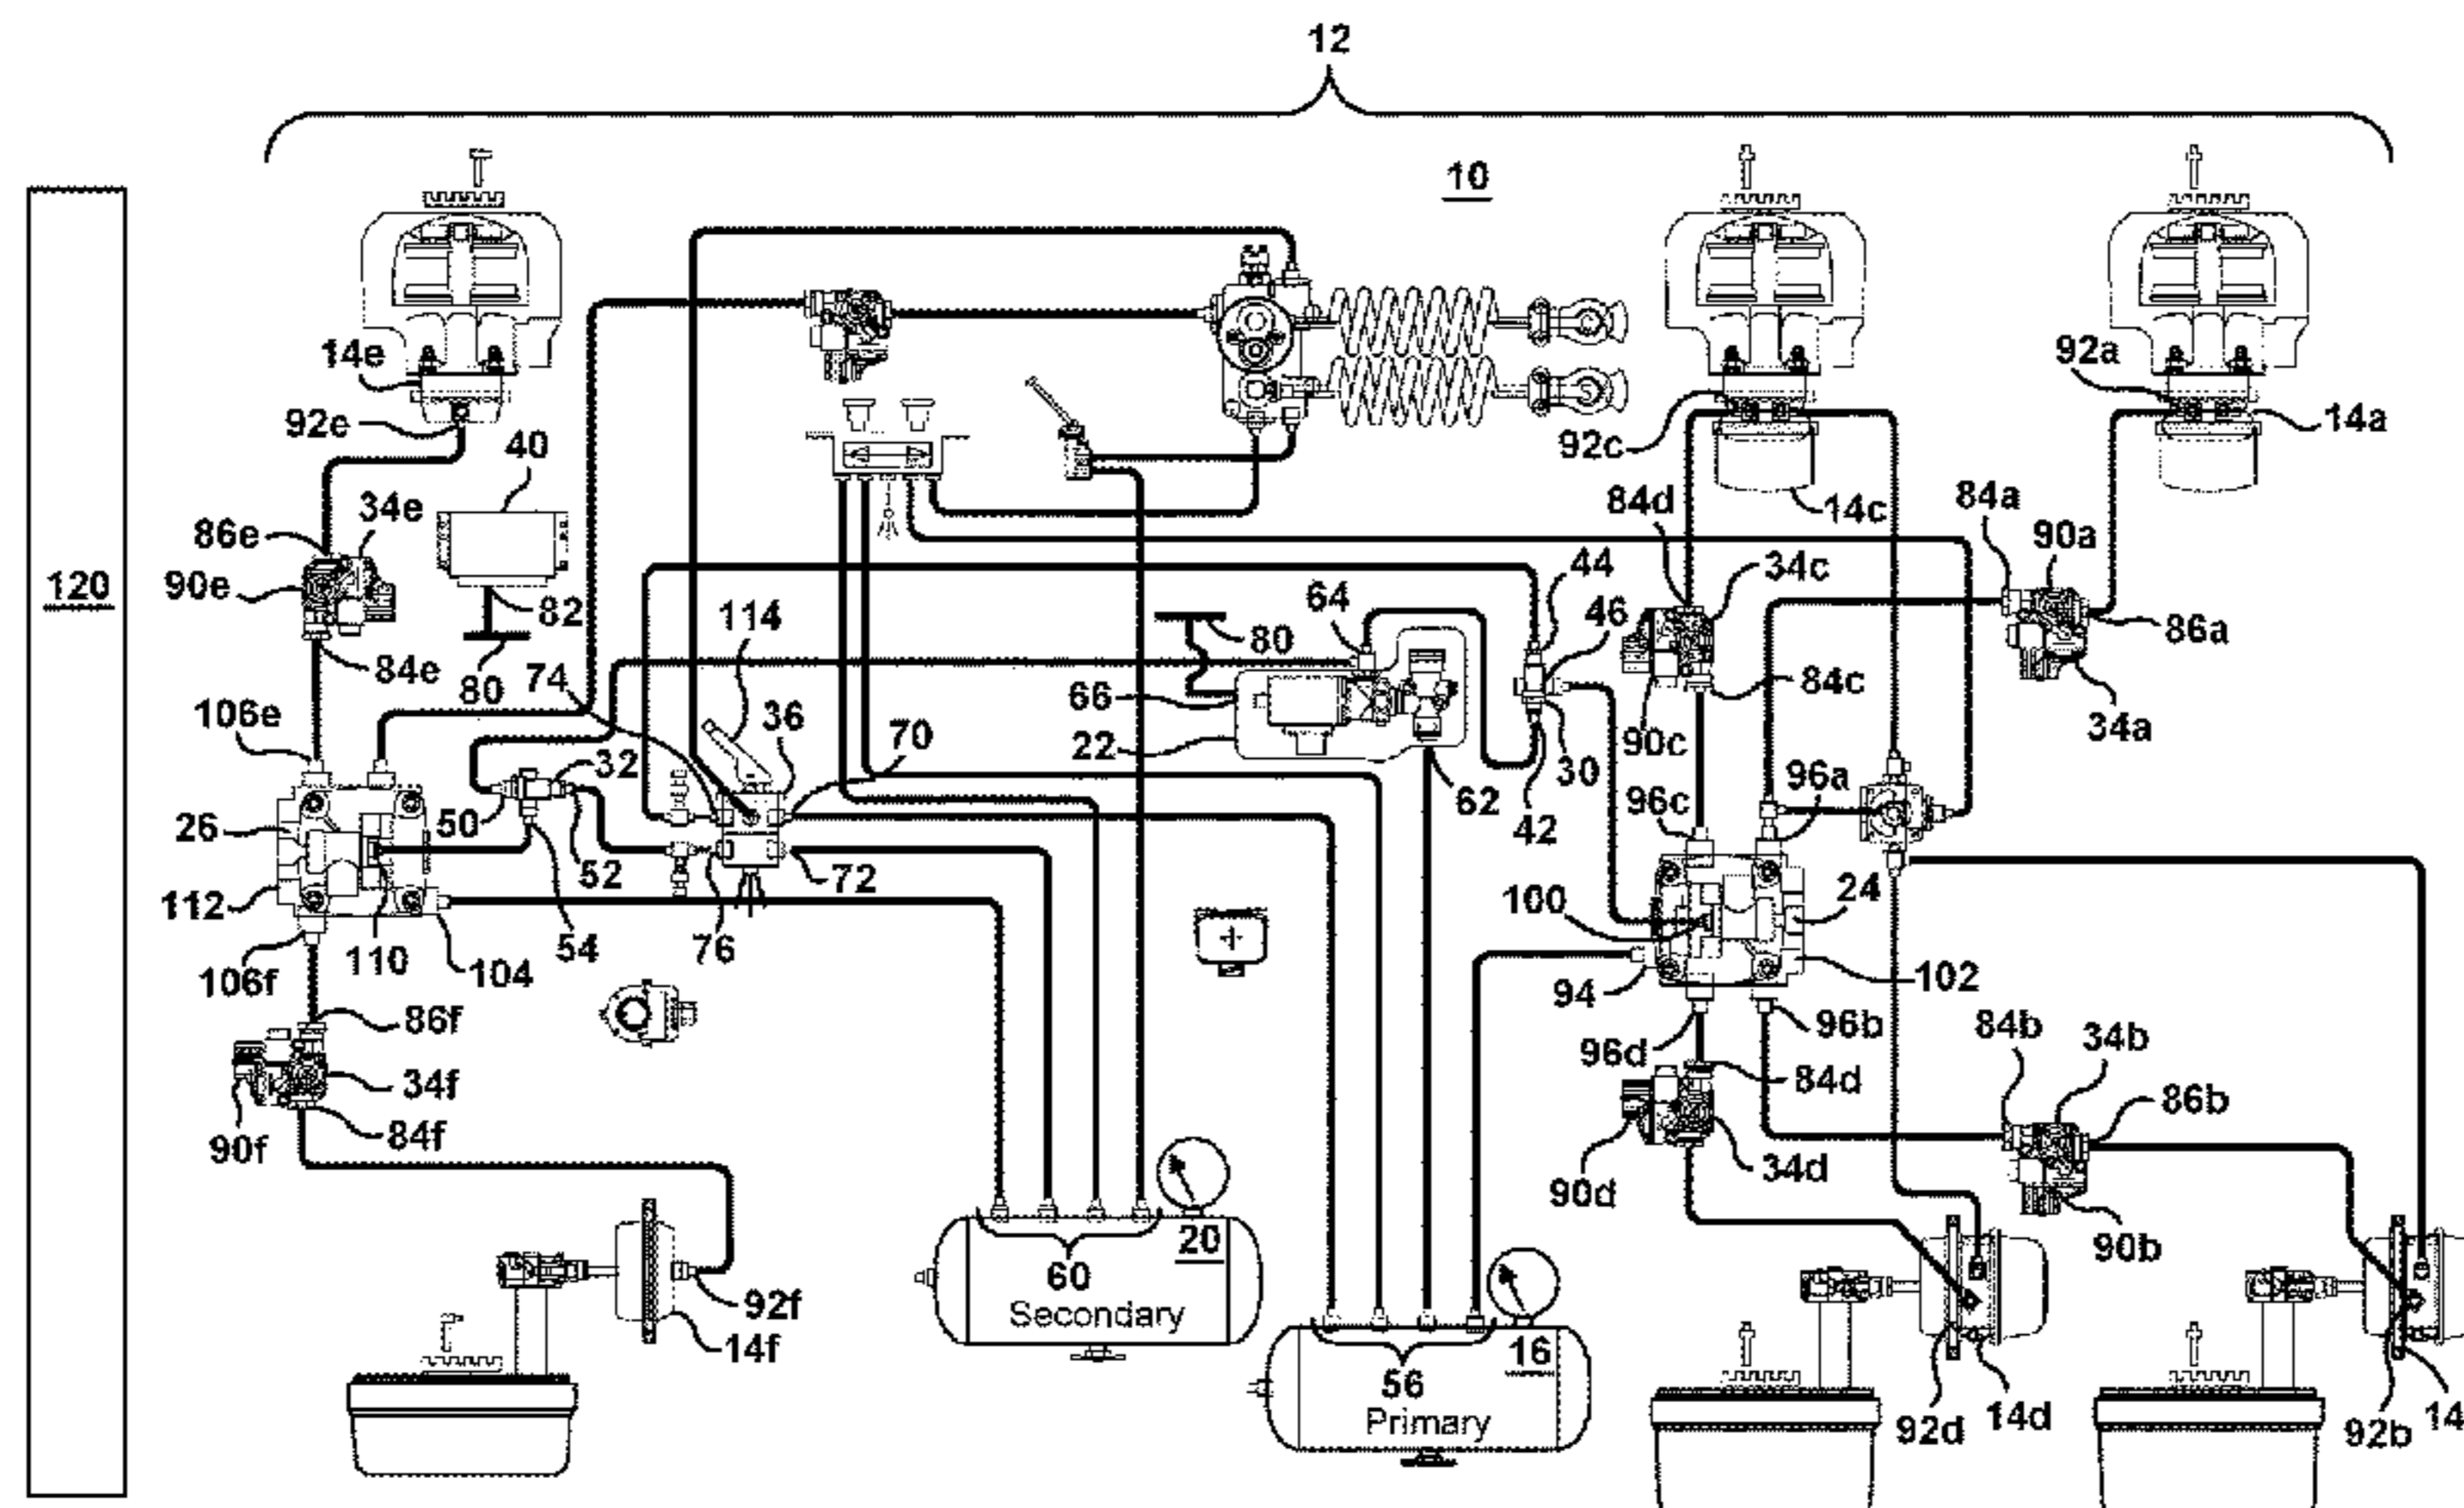 12
10
14e
92e
40
86e
34e
90e
82
84e
80
74
114
36
70
106e
32
26
50
52
72
112
76
54
110
104
106f
86f
34f
90f
84f
92f
14f
120
64
80
66
22
62
44
46
30
42
92c
14c
84d
34c
84c
90c
96c
96a
92a
14a
84a
90a
86a
34a
100
24
94
102
96d
96b
84d
34d
90d
84b
34b
86b
90b
92d
14d
92b
14
20
60
Secondary
16
56
Primary